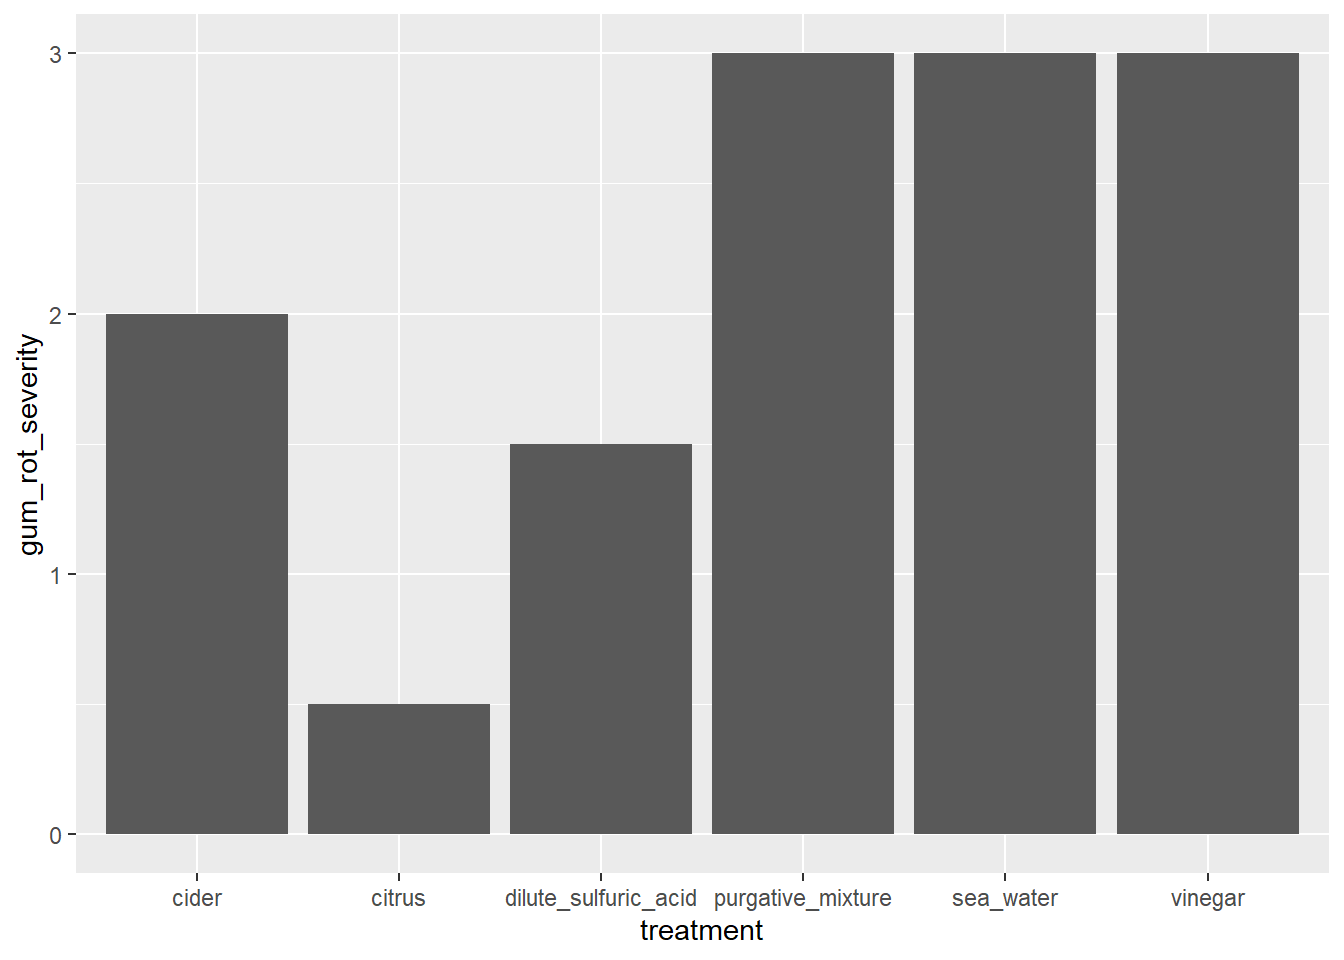 gum_rot_severity
3
2
1
0
cider citrus dilute_sulfuric_acid purgative_mixture sea_water vinegar
treatment